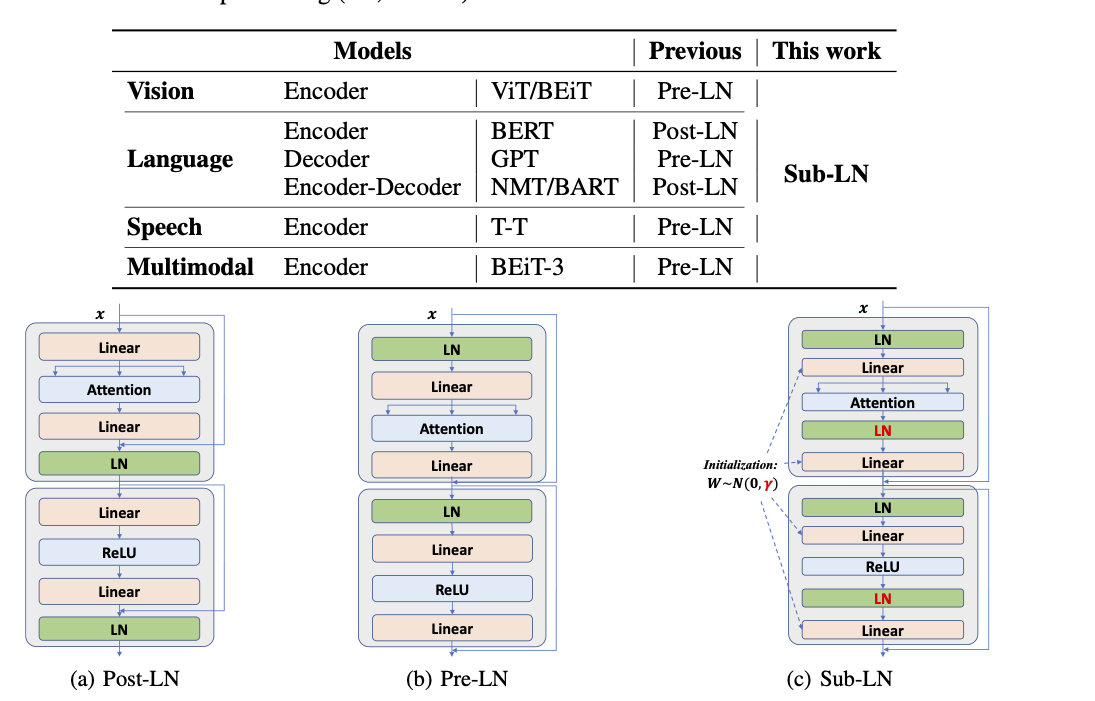 Models Previous This work
Vision Encoder ViT/BEiT Pre-LN
Encoder BERT Post-LN
Language Decoder GPT Pre-LN
Encoder-Decoder NMT/BART Post-LN
Sub-LN
Speech Encoder T-T Pre-LN
Multimodal Encoder BEiT-3 Pre-LN
x
Linear
Attention
Linear
LN
Linear
ReLU
Linear
LN
(a) Post-LN
x
LN
Linear
Attention
Linear
LN
Linear
ReLU
Linear
(b) Pre-LN
x
LN
Linear
Attention
LN
Linear
Initialization:
W~N(0,γ)
LN
Linear
ReLU
LN
Linear
(c) Sub-LN